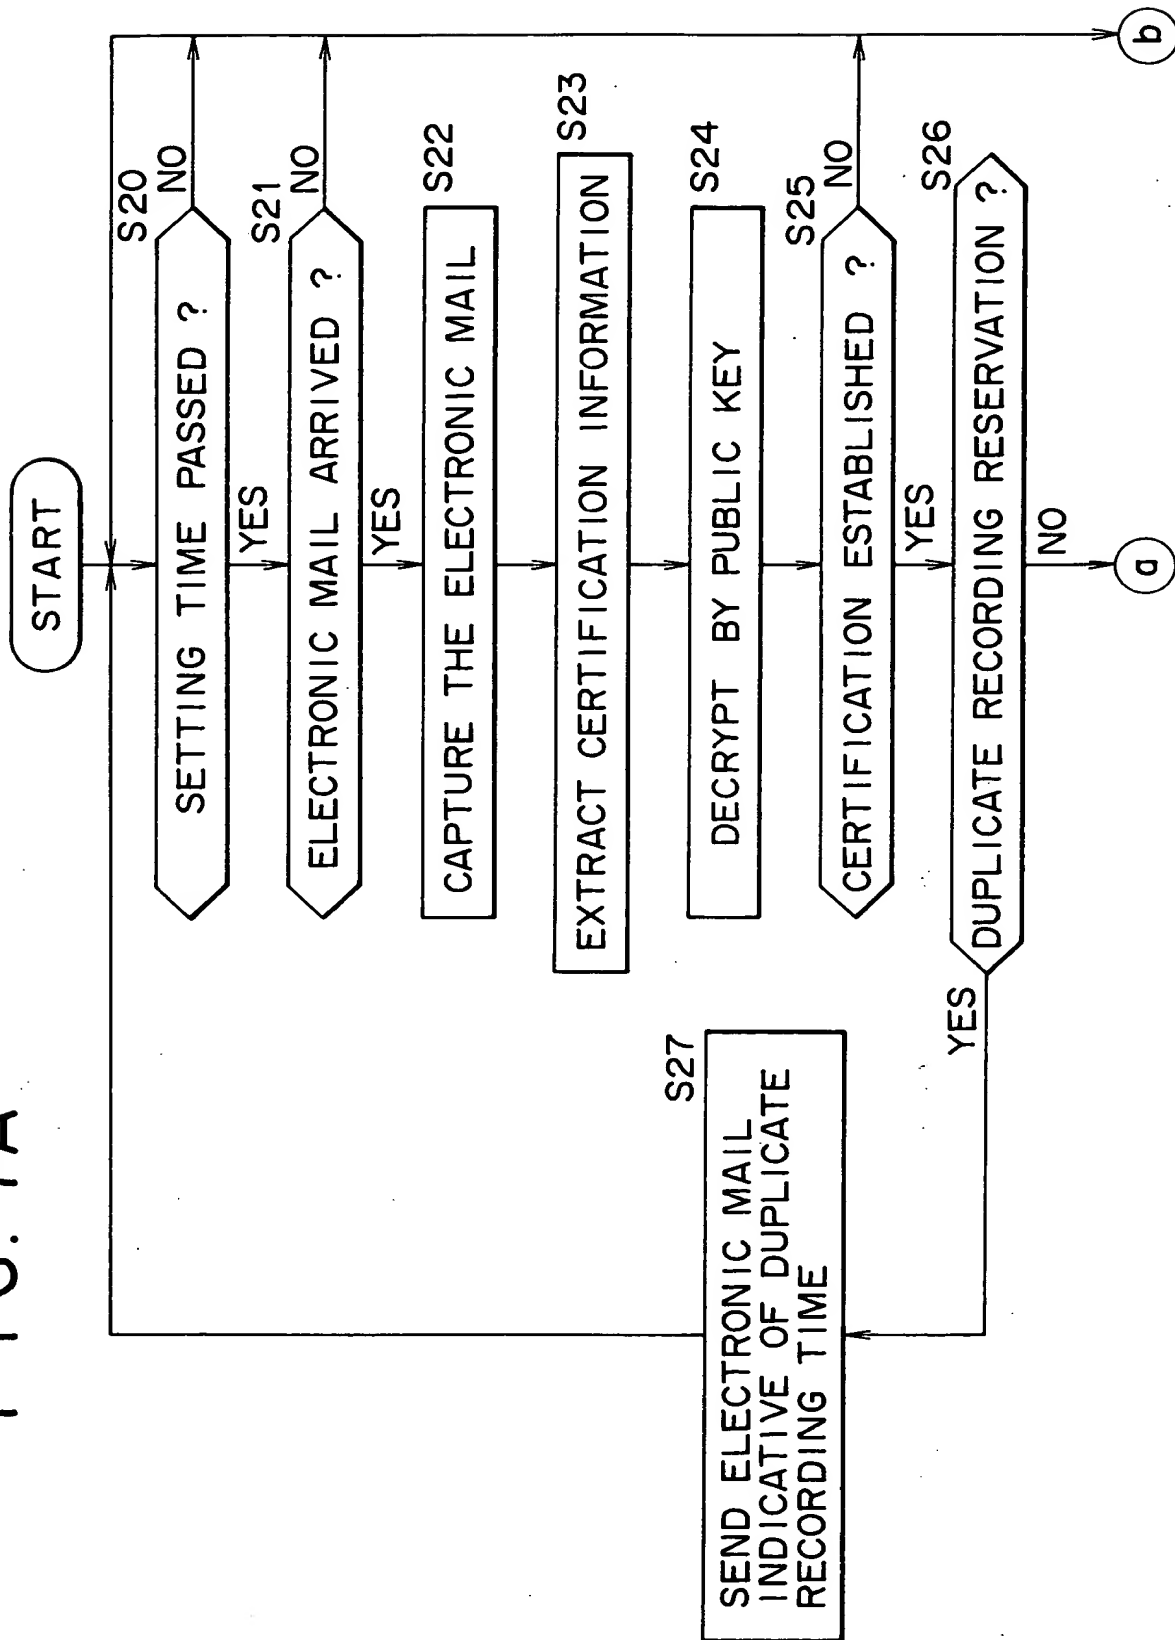 START
S20
SETTING TIME PASSED ?
NO
YES
S21
ELECTRONIC MAIL ARRIVED ?
NO
YES
S22
CAPTURE THE ELECTRONIC MAIL
S23
EXTRACT CERTIFICATION INFORMATION
S24
DECRYPT BY PUBLIC KEY
S25
CERTIFICATION ESTABLISHED ?
NO
YES
S26
DUPLICATE RECORDING RESERVATION ?
YES
NO
S27
SEND ELECTRONIC MAIL
INDICATIVE OF DUPLICATE
RECORDING TIME
a
b